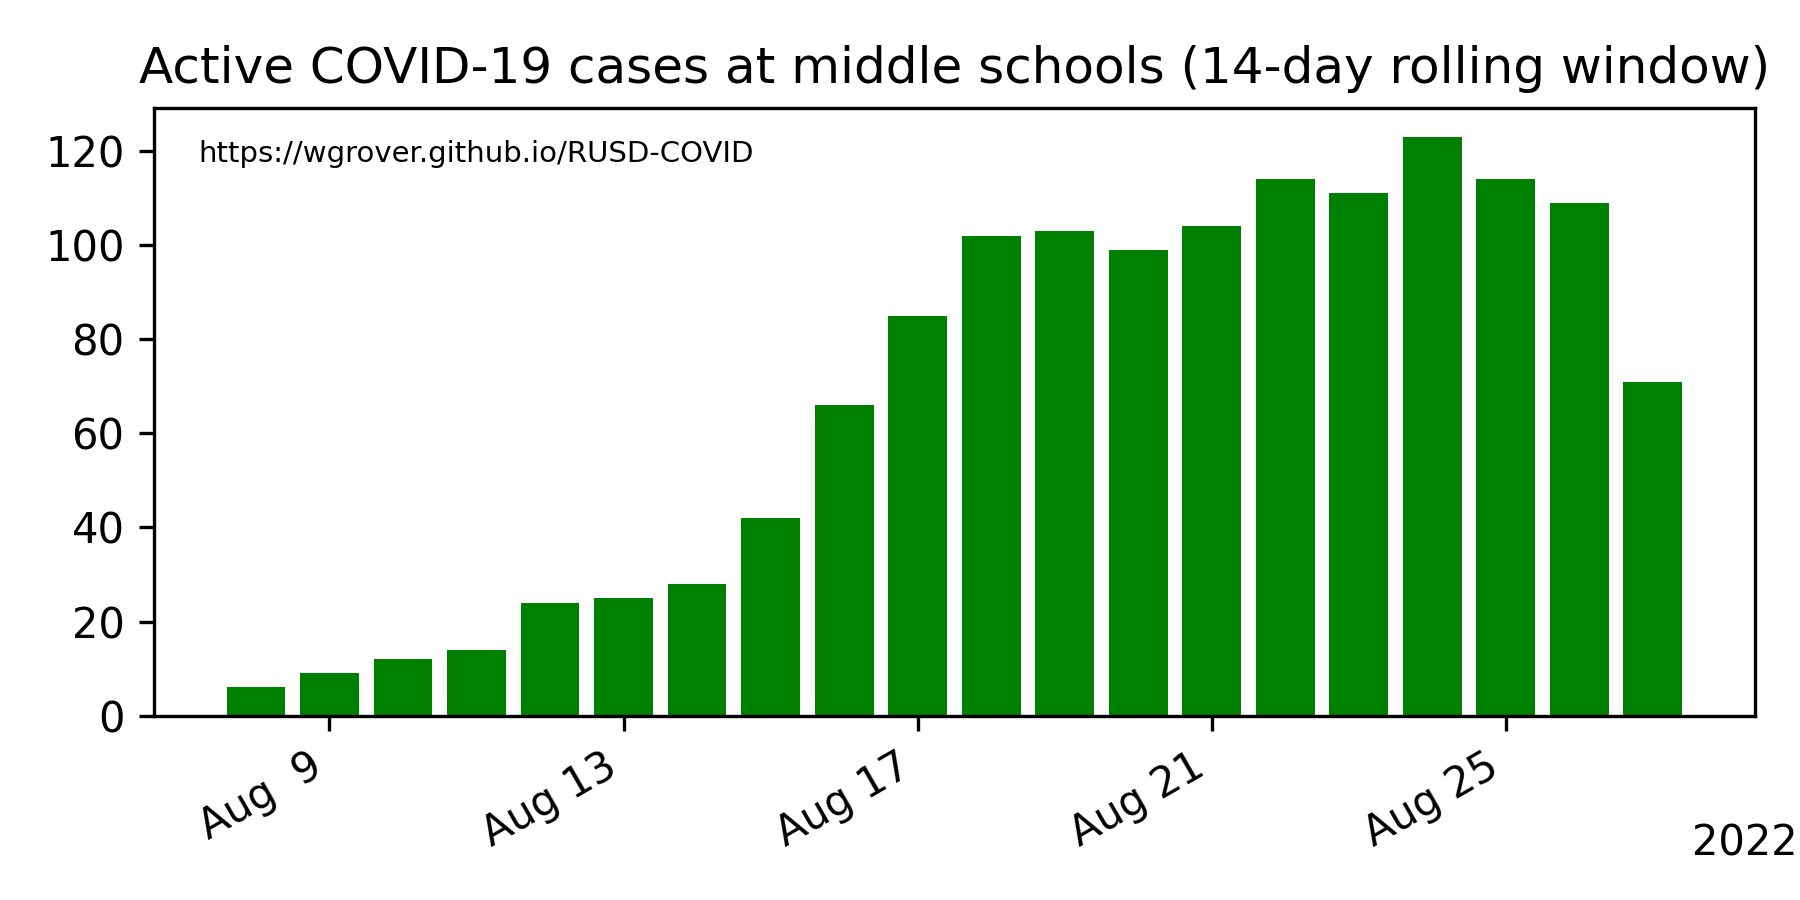 Active COVID-19 cases at middle schools (14-day rolling window)
https://wgrover.github.io/RUSD-COVID
120
100
80
60
40
20
0
Aug 9
Aug 13
Aug 17
Aug 21
Aug 25
2022